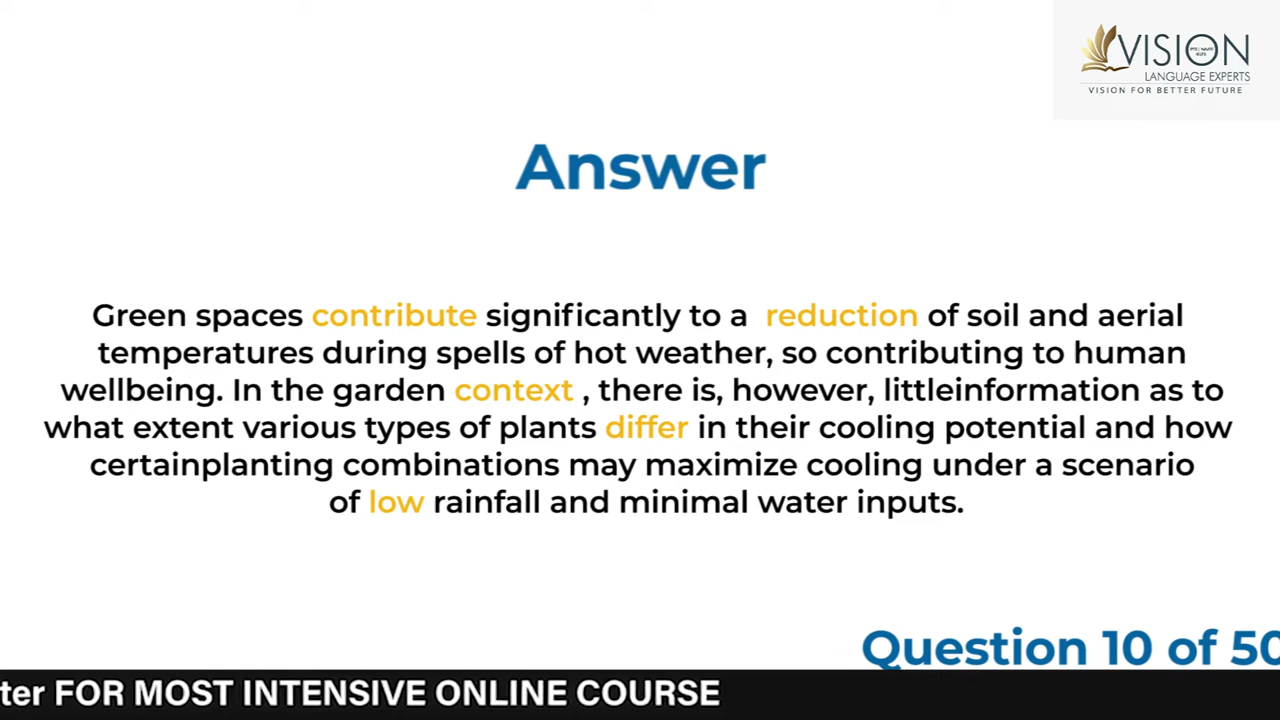 VISION
LANGUAGE EXPERTS
VISION FOR BETTER FUTURE
Answer
Green spaces contribute significantly to a reduction of soil and aerial
temperatures during spells of hot weather, so contributing to human
wellbeing. In the garden context , there is, however, littleinformation as to
what extent various types of plants differ in their cooling potential and how
certainplanting combinations may maximize cooling under a scenario
of low rainfall and minimal water inputs.
Question 10 of 50
ter FOR MOST INTENSIVE ONLINE COURSE